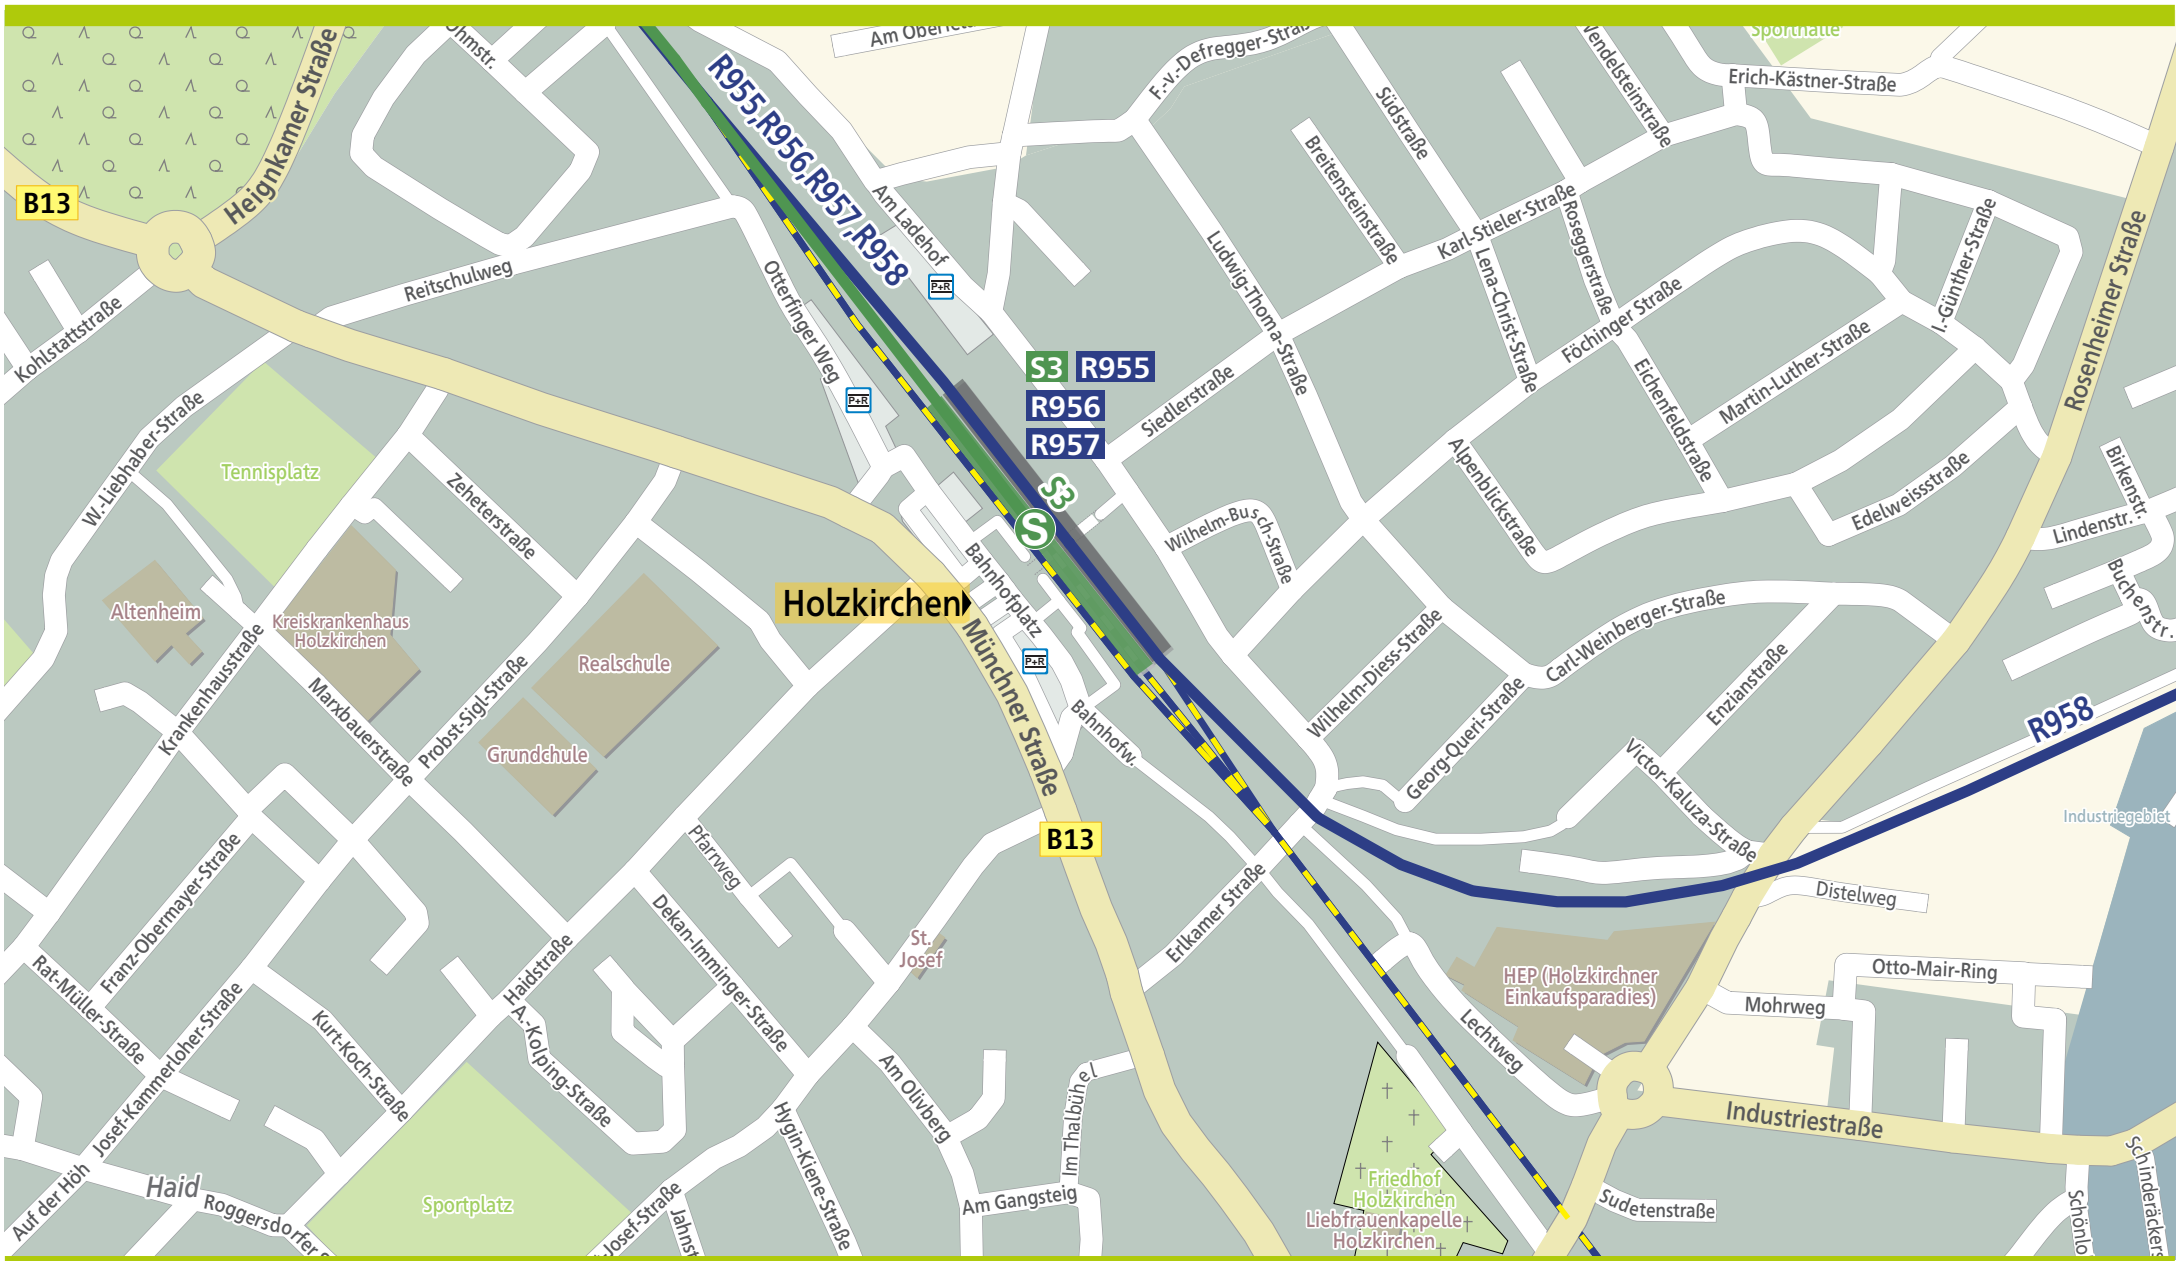 Ohmstr.
Am Oberfeld
Heignkamer Straße
R955,R956,R957,R958
F.-v.-Defregger-Straße
Südstraße
Wendelsteinstraße
Sporthalle
Erich-Kästner-Straße
B13
Breitensteinstraße
Am Ladehof
P+R
Karl-Stieler-Straße
Roseggerstraße
Lena-Christ-Straße
I.-Günther-Straße
Rosenheimer Straße
Reitschulweg
Otterfinger Weg
Ludwig-Thoma-Straße
Föchinger Straße
Kohlstattstraße
P+R
S3 R955
R956
R957
Siedlerstraße
Eichenfeldstraße
Martin-Luther-Straße
W.-Liebhaber-Straße
Tennisplatz
Zeheterstraße
S3
S
Alpenblickstraße
Edelweissstraße
Birkenstr.
Lindenstr.
Wilhelm-Busch-Straße
Bahnhofplatz
Buchenstr.
Altenheim
Kreiskrankenhaus
Holzkirchen
Holzkirchen
Realschule
P+R
Münchner Straße
Carl-Weinberger-Straße
Wilhelm-Diess-Straße
Georg-Queri-Straße
Enzianstraße
Krankenhausstraße
Marxbauerstraße
Probst-Sigl-Straße
Grundchule
Bahnhofw.
R958
Victor-Kaluza-Straße
Industriegebiet
B13
Franz-Obermayer-Straße
Pfarrweg
Erlkamer Straße
Distelweg
Dekan-Imminger-Straße
St.
Josef
Haidstraße
HEP (Holzkirchner
Einkaufsparadies)
Otto-Mair-Ring
Mohrweg
Rat-Müller-Straße
Josef-Kammerloher-Straße
Kurt-Koch-Straße
A.-Kolping-Straße
Lechtweg
Am Olivberg
Im Thalbühel
Hygin-Kiene-Straße
Industriestraße
Auf der Höh
Haid
Roggersdorfer S
Sportplatz
-Josef-Straße
Jahnst
Am Gangsteig
Friedhof
Holzkirchen
Liebfrauenkapelle
Holzkirchen
Sudetenstraße
Schönlo
Schinderäckers